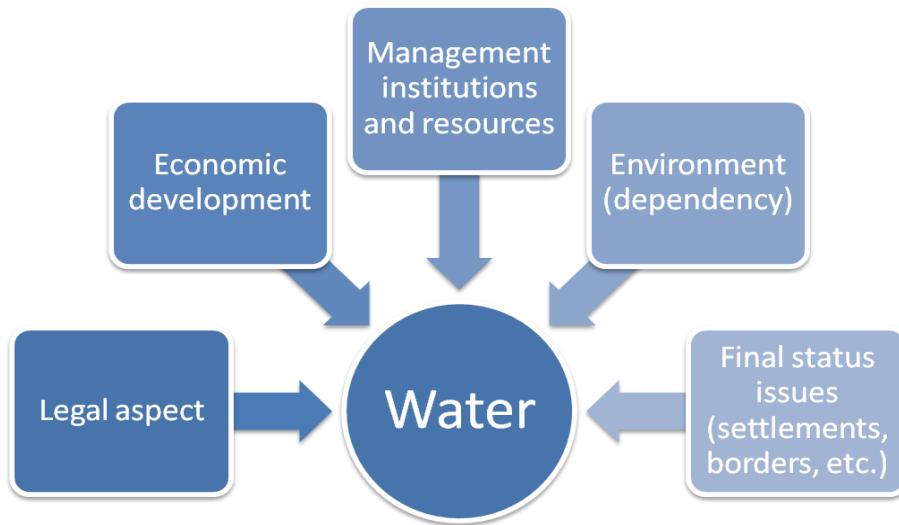 Management
institutions
and resources
Economic
development
Environment
(dependency)
Legal aspect
Water
Final status
issues
(settlements,
borders, etc.)